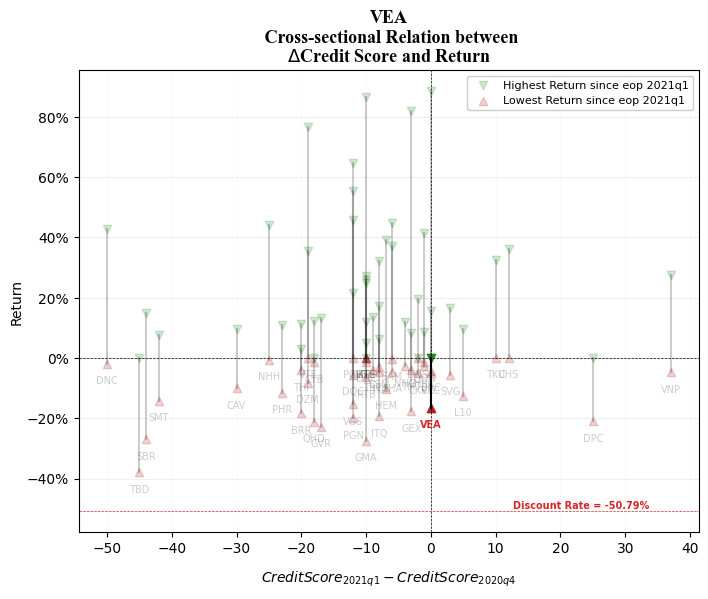 VEA
Cross-sectional Relation between
ΔCredit Score and Return
Highest Return since eop 2021q1
Lowest Return since eop 2021q1
Return
80%
60%
40%
20%
0%
−20%
−40%
DNC
TBD
SBR
SMT
CAV
NHH
PHR
BRR
DZM
QHD
GVR
DQC
VCS
PGN
GMA
ITQ
HEM
GEX
SVG
L10
VEA
TKU
CHS
DPC
VNP
Discount Rate = -50.79%
−50
−40
−30
−20
−10
0
10
20
30
40
CreditScore2021q1 − CreditScore2020q4